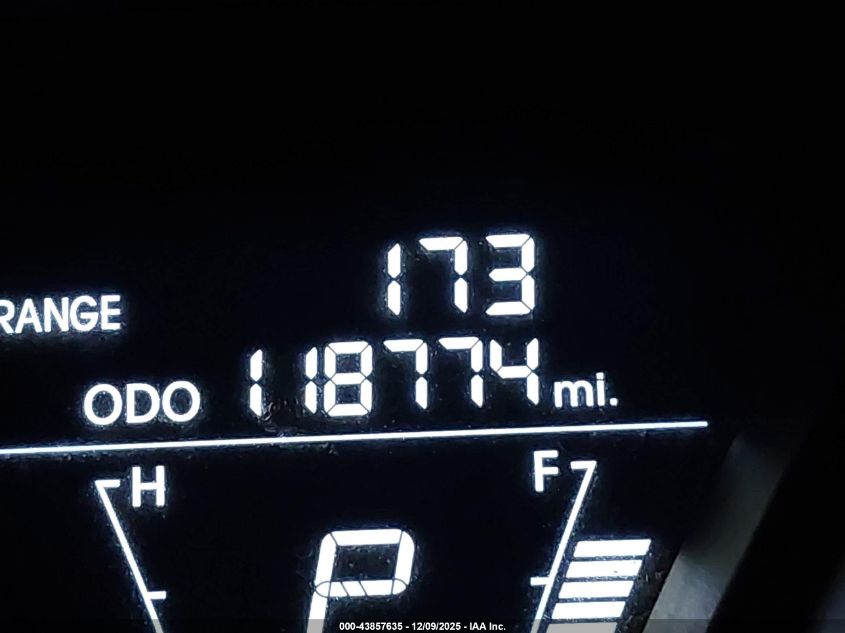 173
RANGE
ODO 118774 mi.
H F
P
000-43857635 - 12/09/2025 - IAA Inc.